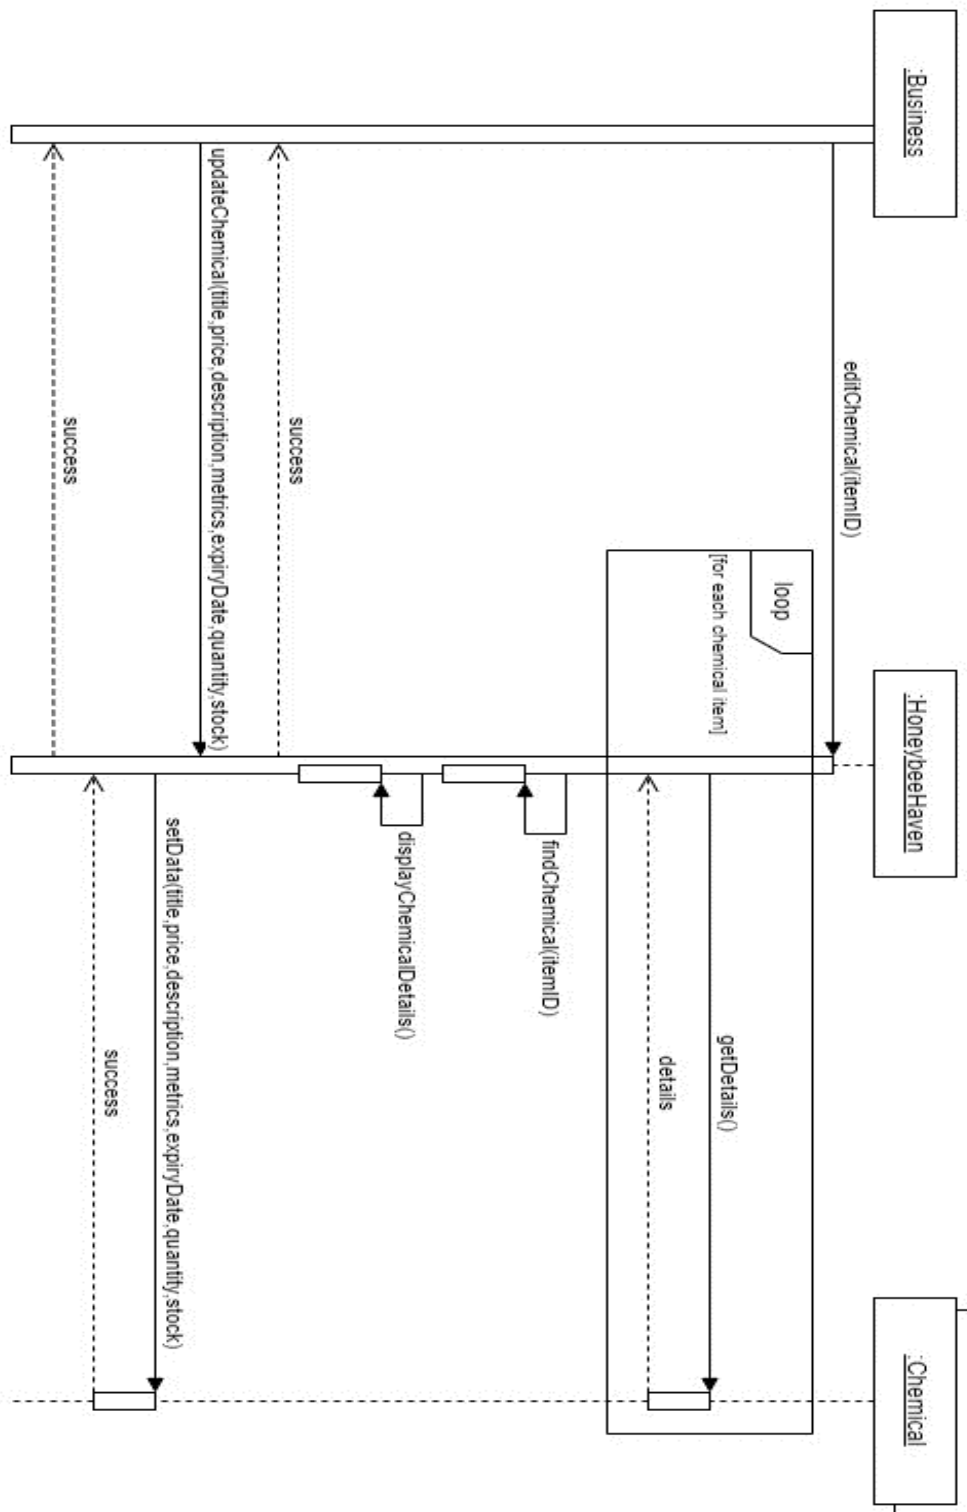 :Business
:HoneybeeHaven
:Chemical
editChemical(itemID)
loop
[for each chemical item]
getDetails()
details
findChemical(itemID)
displayChemicalDetails()
success
updateChemical(title,price,description,metrics,expiryDate,quantity,stock)
setData(title,price,description,metrics,expiryDate,quantity,stock)
success
success